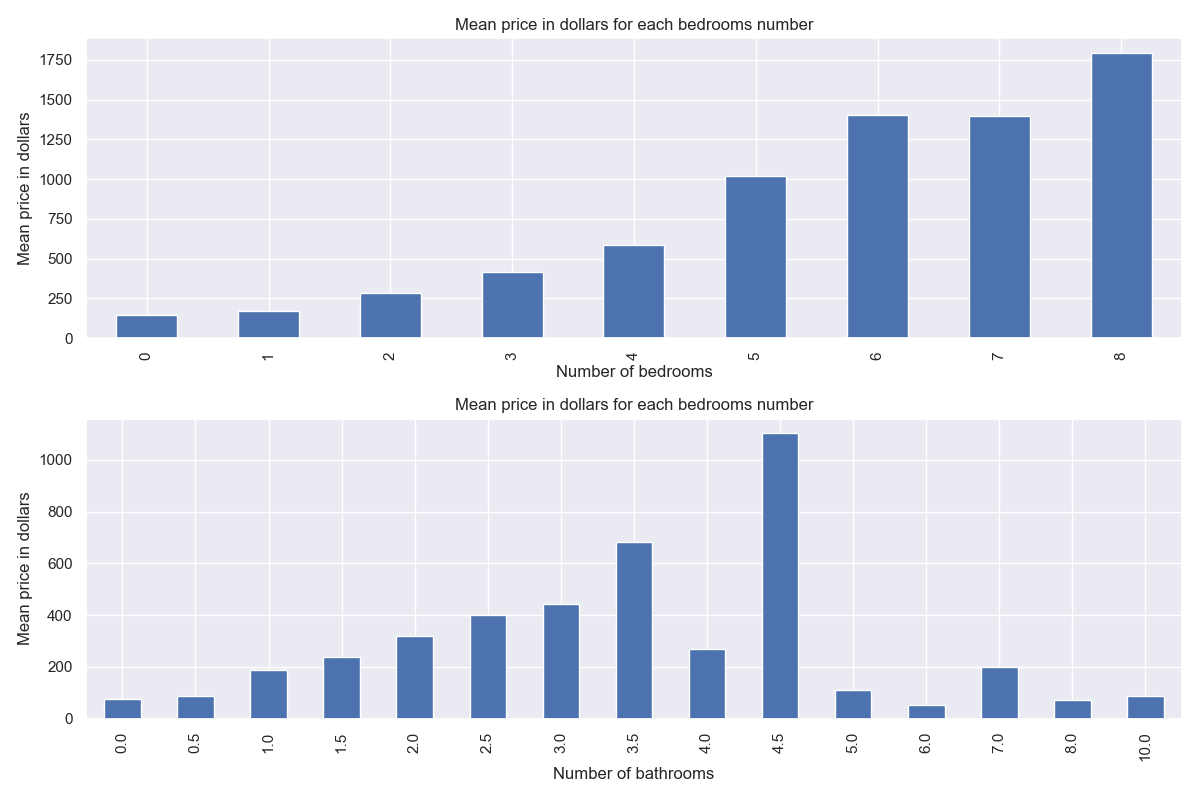 Mean price in dollars for each bedrooms number
Mean price in dollars
1750
1500
1250
1000
750
500
250
0
0 1 2 3 4 5 6 7 8
Number of bedrooms
Mean price in dollars for each bedrooms number
Mean price in dollars
1000
800
600
400
200
0
0.0 0.5 1.0 1.5 2.0 2.5 3.0 3.5 4.0 4.5 5.0 6.0 7.0 8.0 10.0
Number of bathrooms